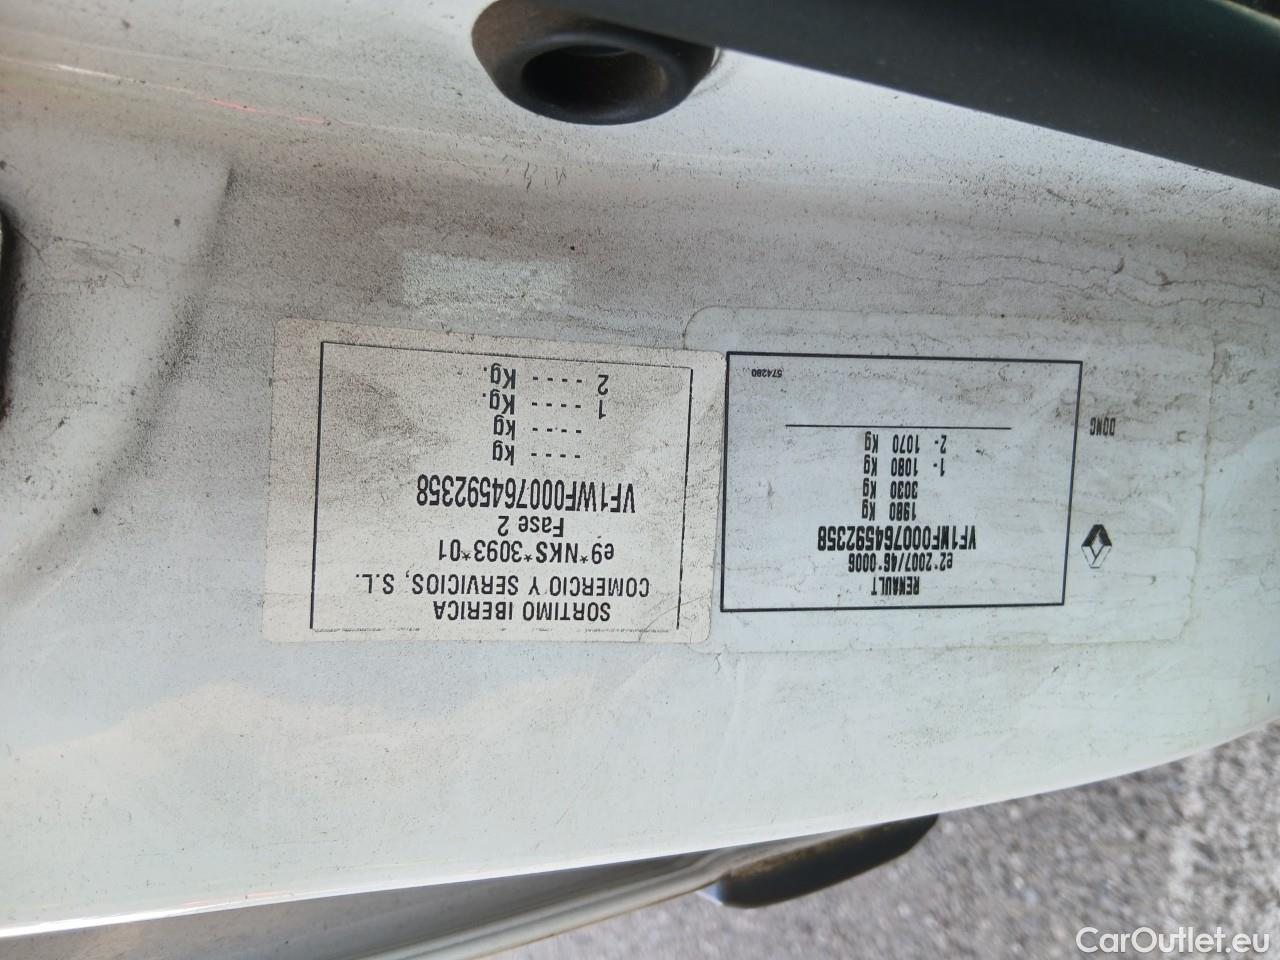 RENAULT
e2*2007/46*0006
VF1WF000764592358
1980 Kg
3030 Kg
1- 1080 Kg
2- 1070 Kg
574280
DONG
SORTIMO IBERICA
COMERCIO Y SERVICIOS, S.L.
e9*NKS*3093*01
Fase 2
VF1WF000764592358
- - - - Kg
- - - - Kg
1 - - - - Kg.
2 - - - - Kg.
CarOutlet.eu